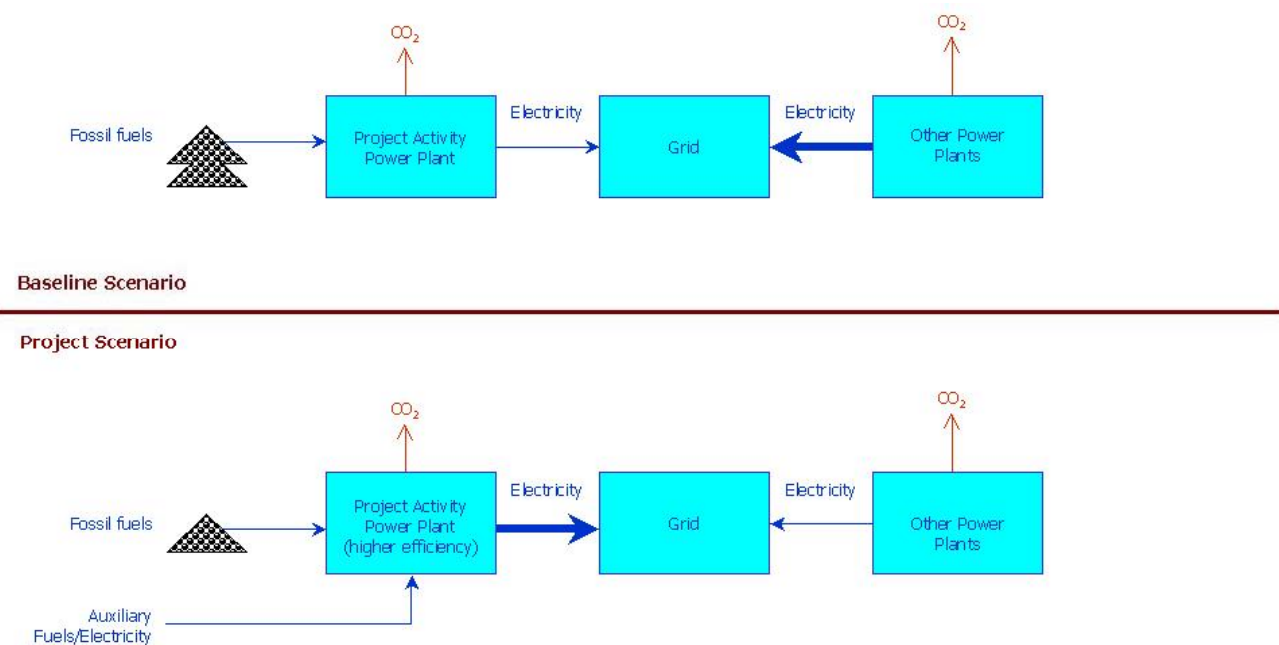 CO₂
CO₂
Fossil fuels
Project Activity
Power Plant
Electricity
Grid
Electricity
Other Power
Plants
Baseline Scenario
Project Scenario
CO₂
CO₂
Fossil fuels
Project Activity
Power Plant
(higher efficiency)
Electricity
Grid
Electricity
Other Power
Plants
Auxiliary
Fuels/Electricity